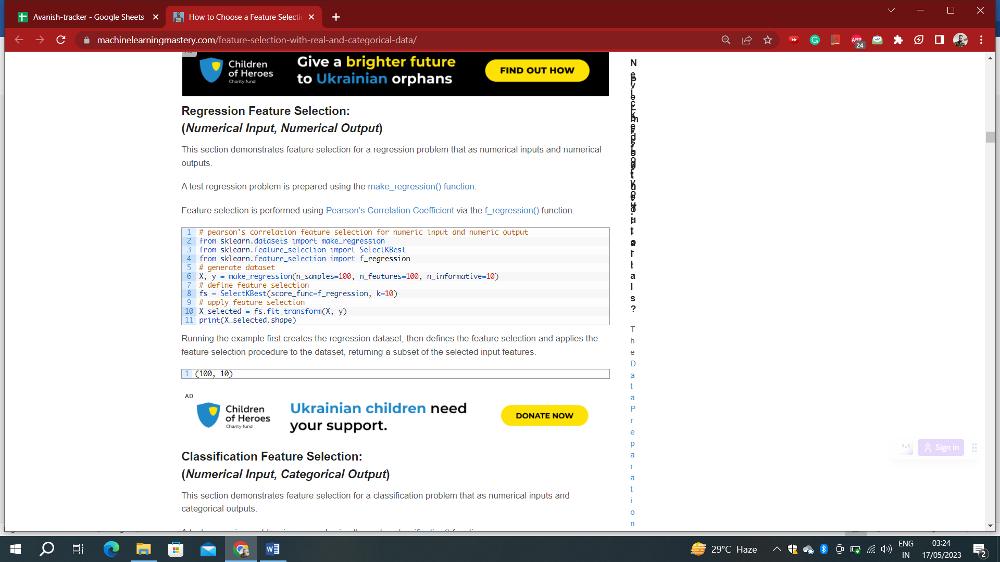 Avanish-tracker - Google Sheets
How to Choose a Feature Selecti
machinelearningmastery.com/feature-selection-with-real-and-categorical-data/
ABP
24
Children
of Heroes
Charity fund
Give a brighter future
to Ukrainian orphans
FIND OUT HOW
Regression Feature Selection:
(Numerical Input, Numerical Output)
This section demonstrates feature selection for a regression problem that as numerical inputs and numerical
outputs.
A test regression problem is prepared using the make_regression() function.
Feature selection is performed using Pearson's Correlation Coefficient via the f_regression() function.
1 # pearson's correlation feature selection for numeric input and numeric output
2 from sklearn.datasets import make_regression
3 from sklearn.feature_selection import SelectKBest
4 from sklearn.feature_selection import f_regression
5 # generate dataset
6 X, y = make_regression(n_samples=100, n_features=100, n_informative=10)
7 # define feature selection
8 fs = SelectKBest(score_func=f_regression, k=10)
9 # apply feature selection
10 X_selected = fs.fit_transform(X, y)
11 print(X_selected.shape)
Running the example first creates the regression dataset, then defines the feature selection and applies the
feature selection procedure to the dataset, returning a subset of the selected input features.
1 (100, 10)
AD
Children
of Heroes
Charity fund
Ukrainian children need
your support.
DONATE NOW
Classification Feature Selection:
(Numerical Input, Categorical Output)
This section demonstrates feature selection for a classification problem that as numerical inputs and
categorical outputs.
T
h
e
D
a
t
a
P
r
e
p
a
r
a
t
i
o
n
Sign in
29°C Haze
ENG
IN
03:24
17/05/2023
2